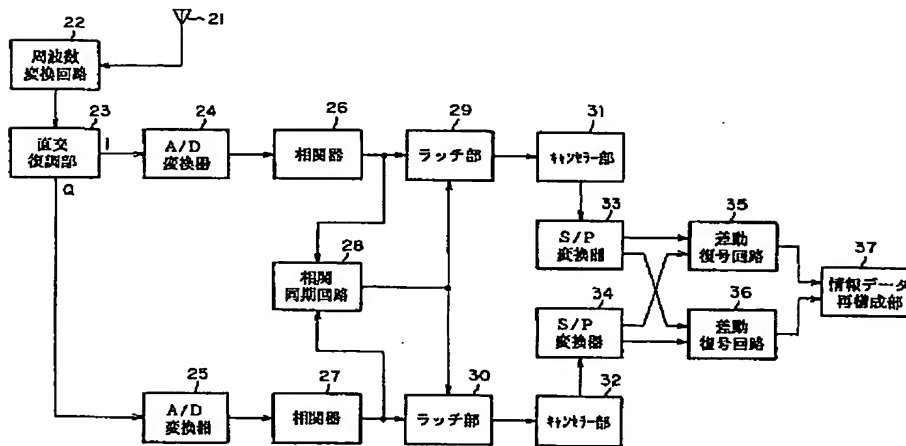 21
22
周波数
変換回路
23
直交
復調部
I
Q
24
A/D
変換器
26
相関器
29
ラッチ部
31
キャンセラー部
28
相関
同期回路
33
S/P
変換器
35
差動
復号回路
37
情報データ
再構成部
34
S/P
変換器
36
差動
復号回路
25
A/D
変換器
27
相関器
30
ラッチ部
32
キャンセラー部